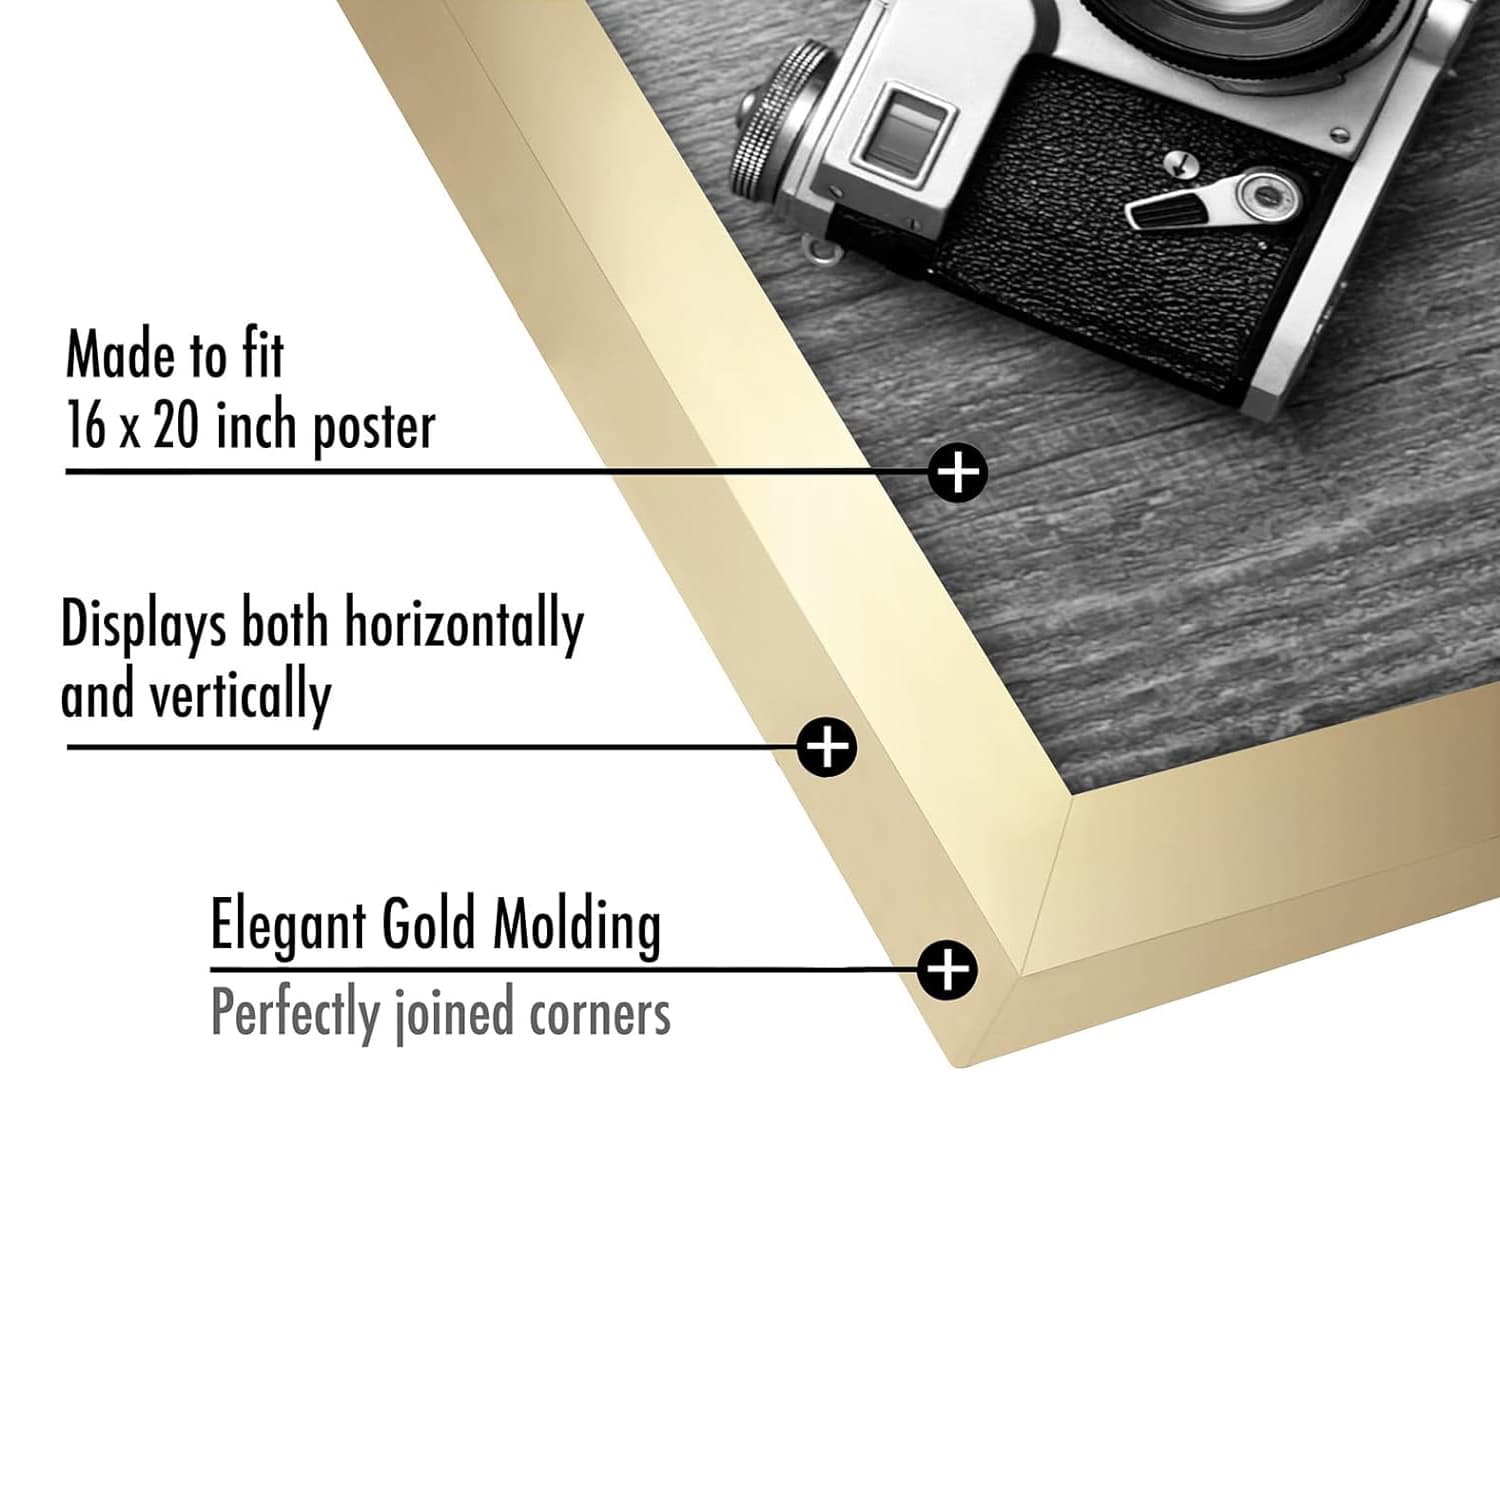 Made to fit
16 x 20 inch poster
Displays both horizontally
and vertically
Elegant Gold Molding
Perfectly joined corners